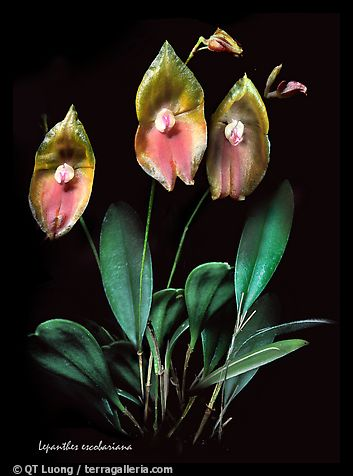 Lepanthes escobariana
© QT Luong / terragalleria.com